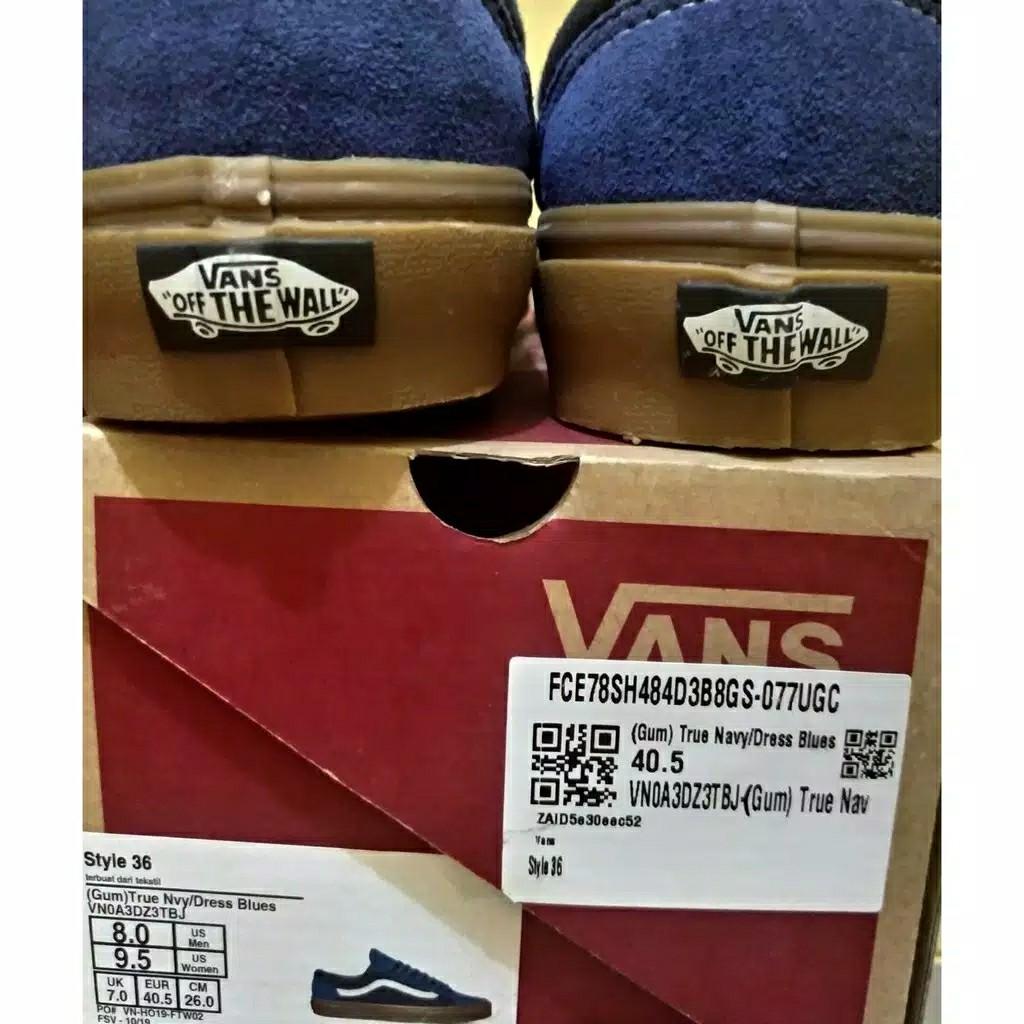 VANS
"OFF THE WALL"
VANS
"OFF THE WALL"
VANS
FCE78SH484D3B8GS-077UGC
(Gum) True Navy/Dress Blues
40.5
VN0A3DZ3TBJ-(Gum) True Nav
ZAID5e30eec52
Vans
Style 36
Style 36
terbuat dari tekstil
(Gum)True Nvy/Dress Blues
VN0A3DZ3TBJ
8.0 US Men
9.5 US Women
UK 7.0 EUR 40.5 CM 26.0
PO# VN-HO19-FTW02
FSV - 10/19